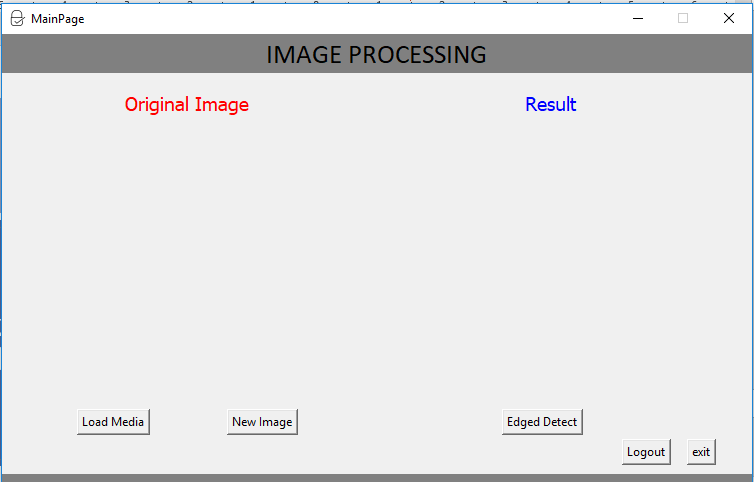 MainPage
IMAGE PROCESSING
Original Image
Result
Load Media
New Image
Edged Detect
Logout
exit